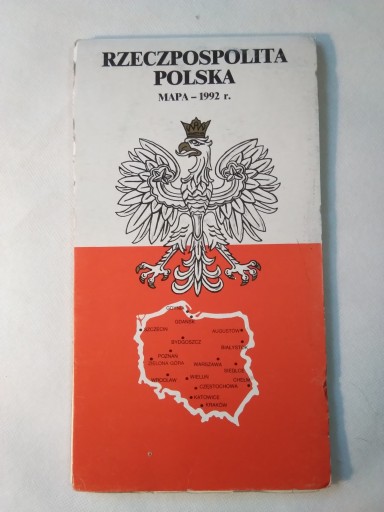 RZECZPOSPOLITA
POLSKA
MAPA – 1992 r.
GDAŃSK
SZCZECIN
AUGUSTÓW
BYDGOSZCZ
BIAŁYSTOK
POZNAŃ
ZIELONA-GÓRA
WARSZAWA
SIEDLCE
WROCŁAW
WIELUŃ
CHEŁM
CZĘSTOCHOWA
KATOWICE
KRAKÓW